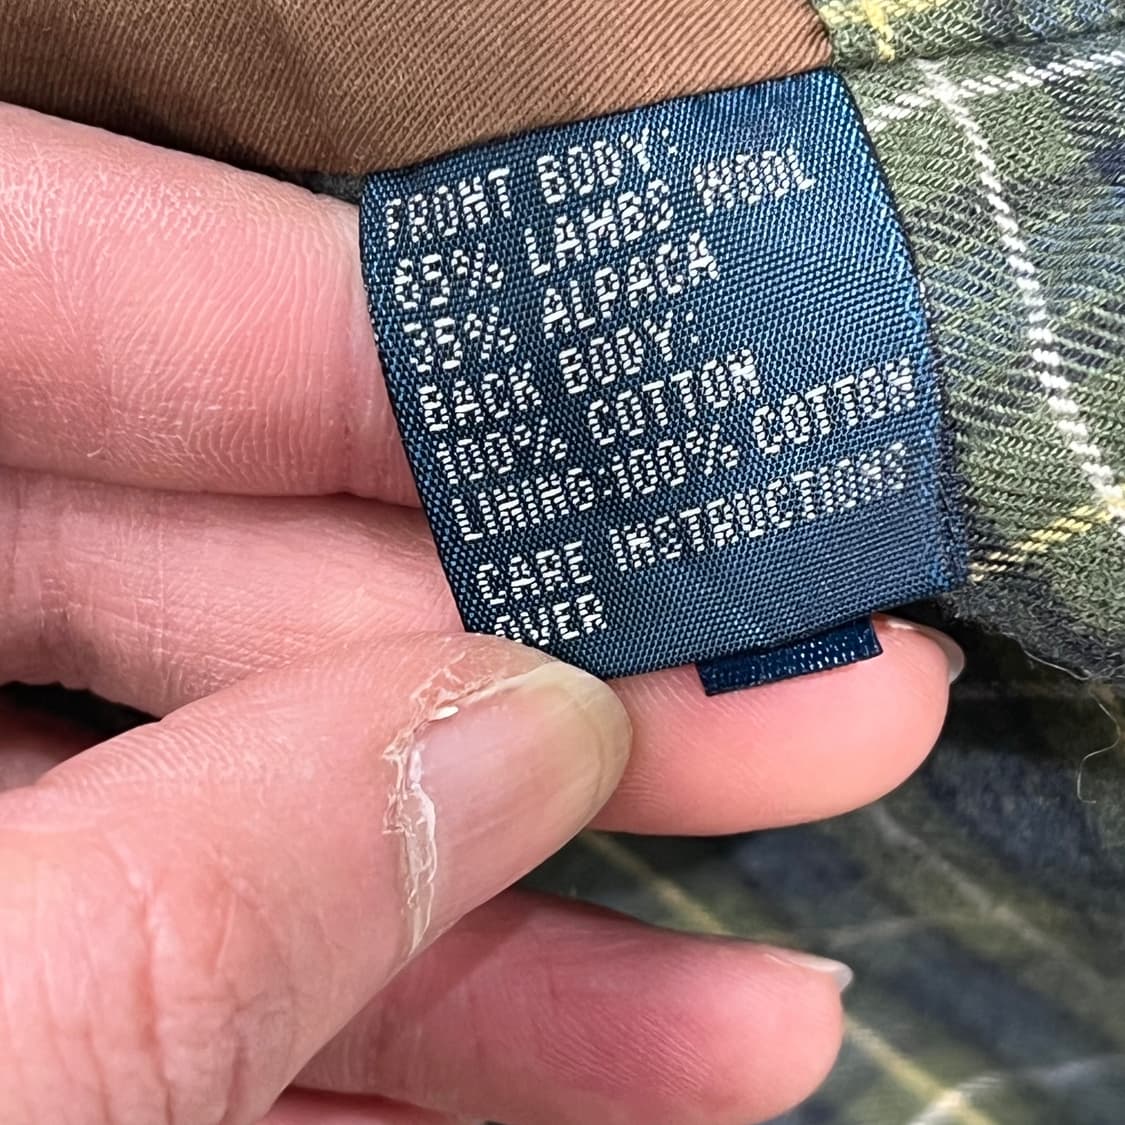 FRONT BODY:
65% LAMBS WOOL
35% ALPACA
BACK BODY:
100% COTTON
LINING:100% COTTON
CARE INSTRUCTIONS
OVER